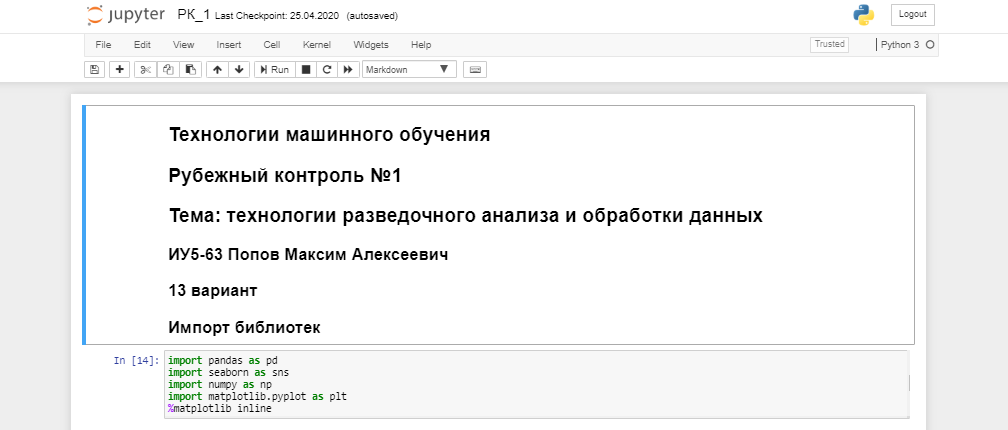 jupyter PK_1 Last Checkpoint: 25.04.2020 (autosaved) Logout
File Edit View Insert Cell Kernel Widgets Help Trusted Python 3
Run Markdown
Технологии машинного обучения
Рубежный контроль №1
Тема: технологии разведочного анализа и обработки данных
ИУ5-63 Попов Максим Алексеевич
13 вариант
Импорт библиотек
In [14]: import pandas as pd
import seaborn as sns
import numpy as np
import matplotlib.pyplot as plt
%matplotlib inline